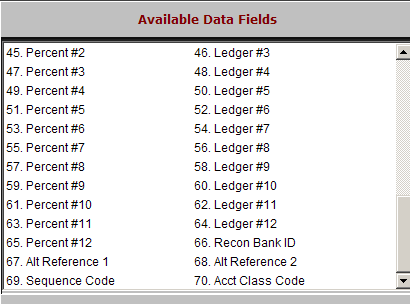 Available Data Fields
45. Percent #2 46. Ledger #3
47. Percent #3 48. Ledger #4
49. Percent #4 50. Ledger #5
51. Percent #5 52. Ledger #6
53. Percent #6 54. Ledger #7
55. Percent #7 56. Ledger #8
57. Percent #8 58. Ledger #9
59. Percent #9 60. Ledger #10
61. Percent #10 62. Ledger #11
63. Percent #11 64. Ledger #12
65. Percent #12 66. Recon Bank ID
67. Alt Reference 1 68. Alt Reference 2
69. Sequence Code 70. Acct Class Code